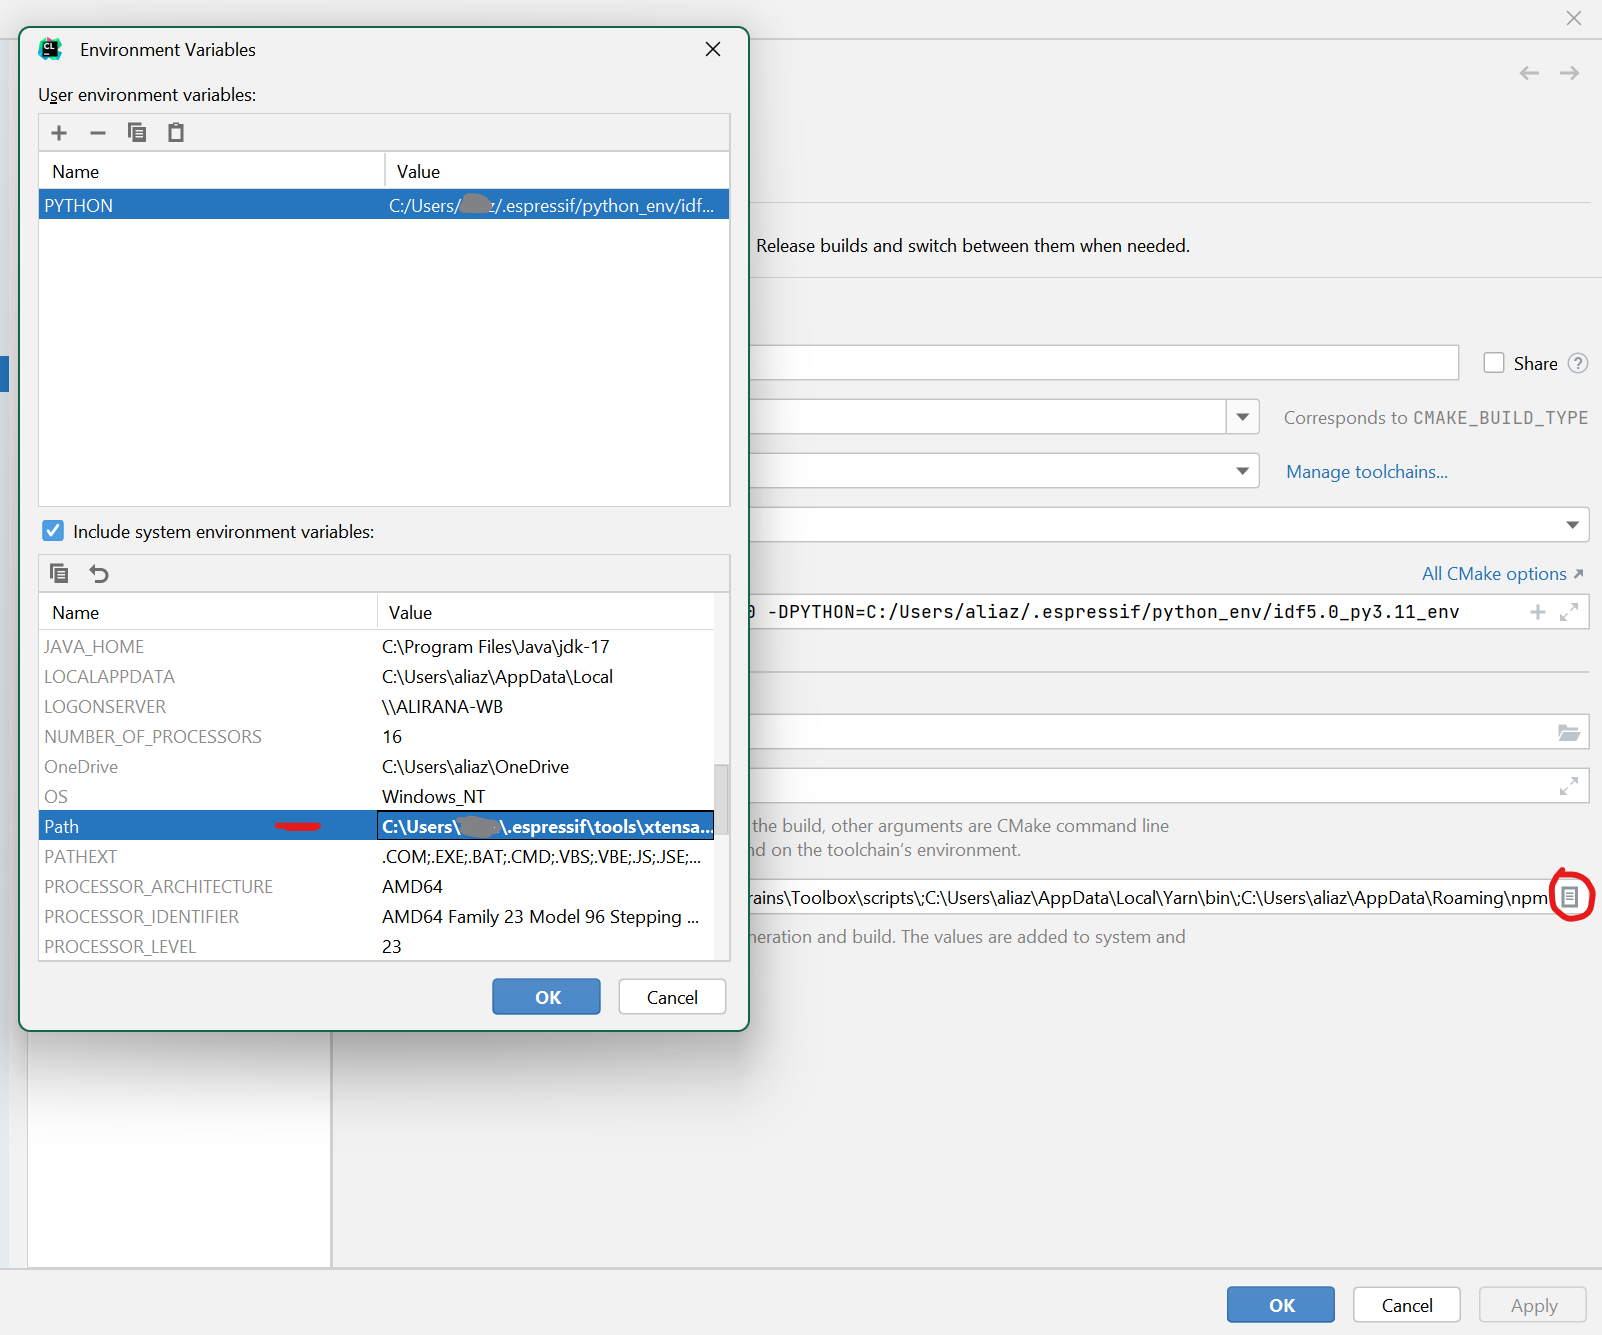 CL
Environment Variables
User environment variables:
Name Value
PYTHON C:/Users/ z/.espressif/python_env/idf...
Include system environment variables:
Name Value
JAVA_HOME C:\Program Files\Java\jdk-17
LOCALAPPDATA C:\Users\aliaz\AppData\Local
LOGONSERVER \\ALIRANA-WB
NUMBER_OF_PROCESSORS 16
OneDrive C:\Users\aliaz\OneDrive
OS Windows_NT
Path C:\Users\ \.espressif\tools\xtensa...
PATHEXT .COM;.EXE;.BAT;.CMD;.VBS;.VBE;.JS;.JSE;...
PROCESSOR_ARCHITECTURE AMD64
PROCESSOR_IDENTIFIER AMD64 Family 23 Model 96 Stepping ...
PROCESSOR_LEVEL 23
OK Cancel
Release builds and switch between them when needed.
Share ?
Corresponds to CMAKE_BUILD_TYPE
Manage toolchains...
All CMake options
-DPYTHON=C:/Users/aliaz/.espressif/python_env/idf5.0_py3.11_env
the build, other arguments are CMake command line
nd on the toolchain's environment.
rains\Toolbox\scripts\;C:\Users\aliaz\AppData\Local\Yarn\bin\;C:\Users\aliaz\AppData\Roaming\npm
neration and build. The values are added to system and
OK Cancel Apply